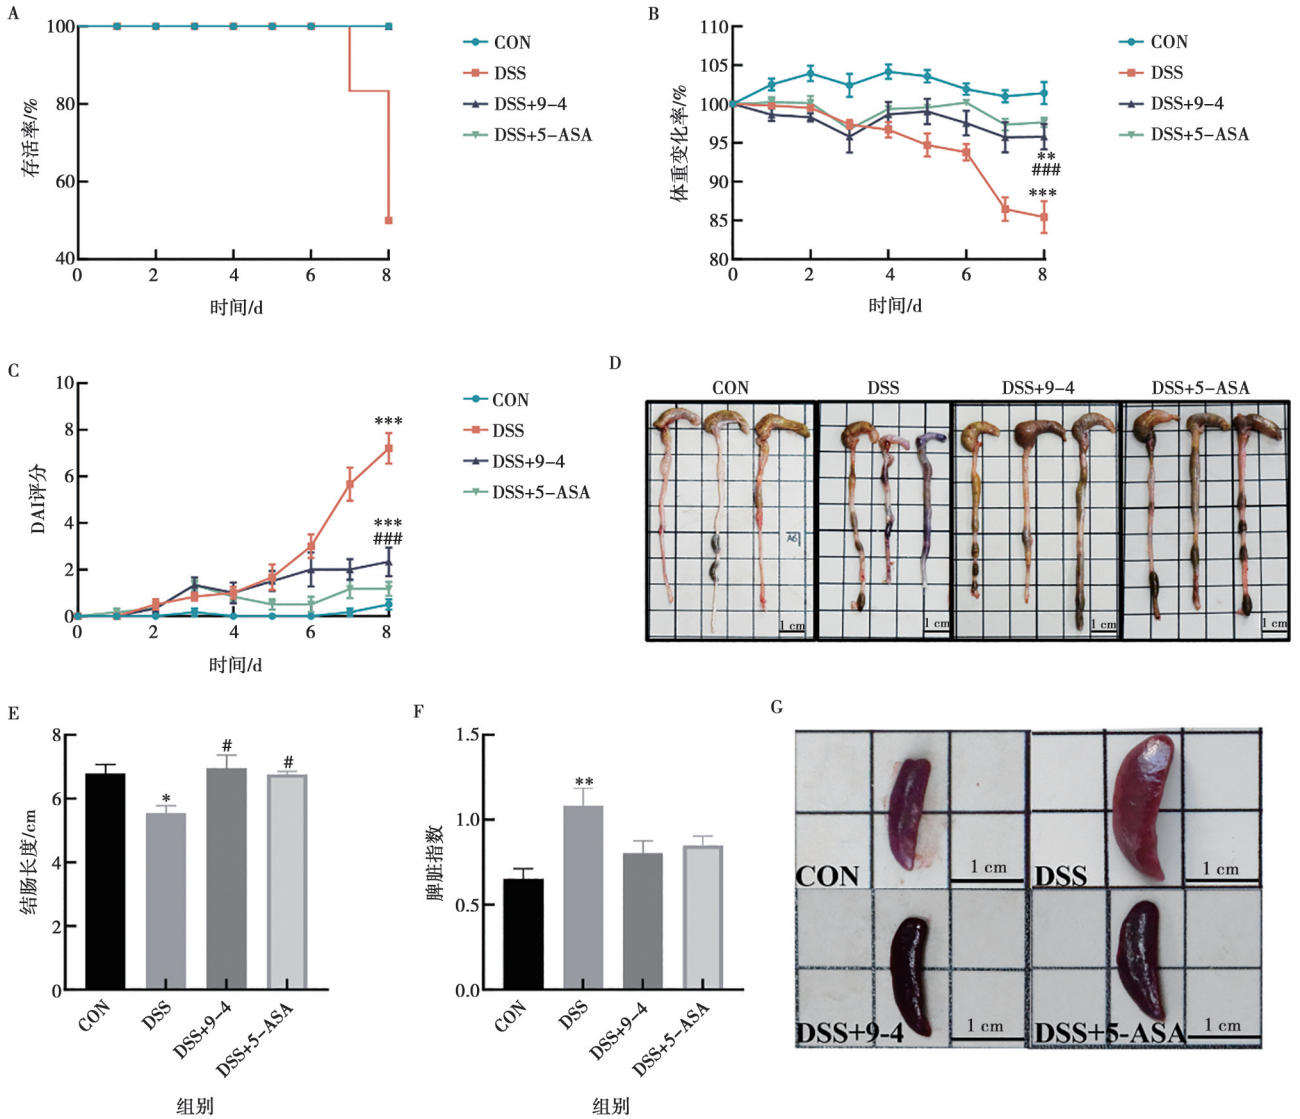 A
100
80
60
40
存活率/%
0 2 4 6 8
时间/d
CON
DSS
DSS+9-4
DSS+5-ASA
B
110
105
100
95
90
85
80
体重变化率/%
0 2 4 6 8
时间/d
**
###
***
CON
DSS
DSS+9-4
DSS+5-ASA
C
10
8
6
4
2
0
DAI评分
0 2 4 6 8
时间/d
***
***
###
CON
DSS
DSS+9-4
DSS+5-ASA
D
CON DSS DSS+9-4 DSS+5-ASA
A6
1 cm 1 cm 1 cm 1 cm
E
8
6
4
2
0
结肠长度/cm
* # #
CON DSS DSS+9-4 DSS+5-ASA
组别
F
1.5
1.0
0.5
0.0
脾脏指数
**
CON DSS DSS+9-4 DSS+5-ASA
组别
G
CON 1 cm DSS 1 cm
DSS+9-4 1 cm DSS+5-ASA 1 cm